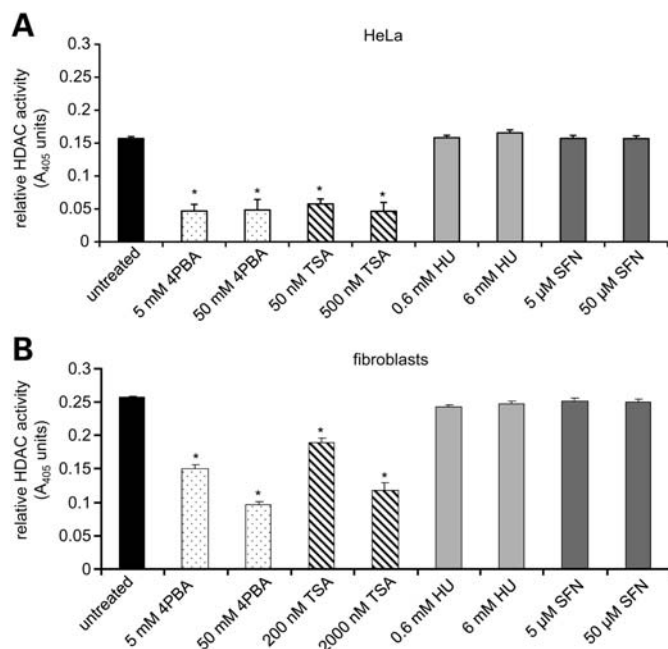 A
HeLa
relative HDAC activity
(A₄₀₅ units)
0.3
0.25
0.2
0.15
0.1
0.05
0
*
*
*
*
untreated
5 mM 4PBA
50 mM 4PBA
50 nM TSA
500 nM TSA
0.6 mM HU
6 mM HU
5 µM SFN
50 µM SFN
B
fibroblasts
relative HDAC activity
(A₄₀₅ units)
0.3
0.25
0.2
0.15
0.1
0.05
0
*
*
*
*
untreated
5 mM 4PBA
50 mM 4PBA
200 nM TSA
2000 nM TSA
0.6 mM HU
6 mM HU
5 µM SFN
50 µM SFN